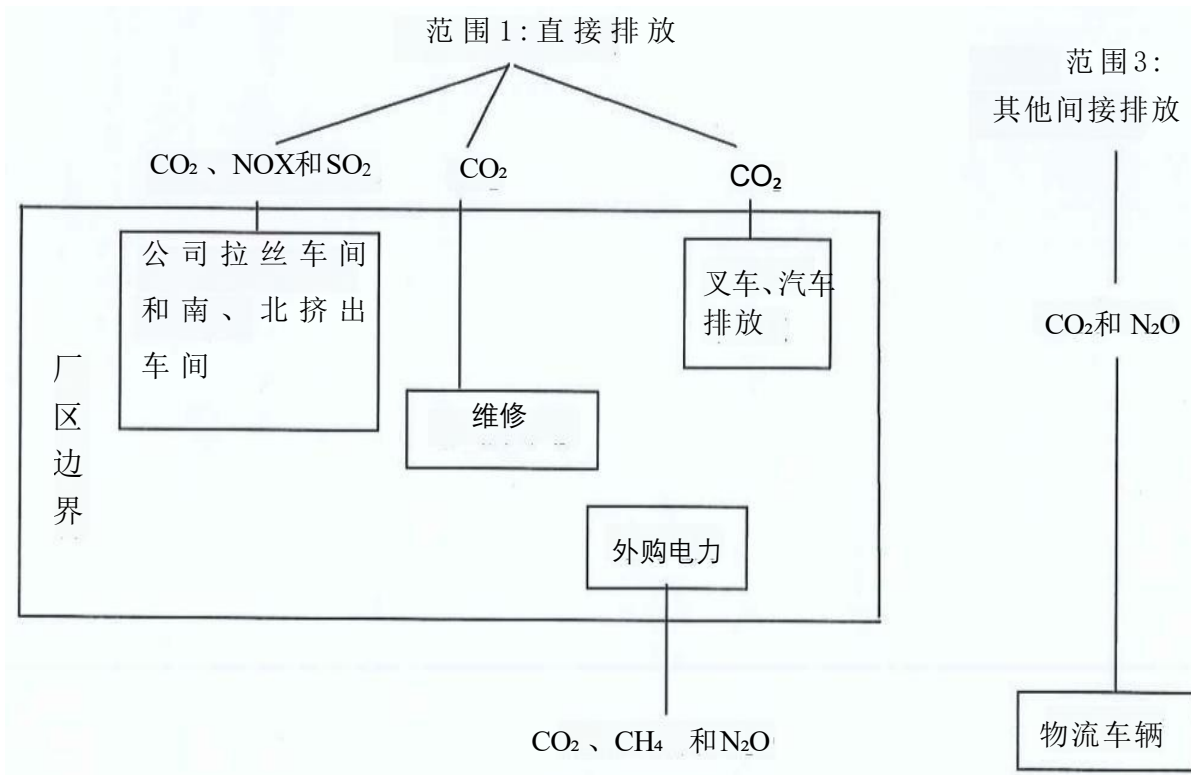 范围1:直接排放
范围3:
其他间接排放
CO₂、NOX和SO₂
CO₂
CO₂
公司拉丝车间
和南、北挤出
车间
叉车、汽车
排放
CO₂和 N₂O
厂
区
边
界
维修
外购电力
CO₂、CH₄ 和N₂O
物流车辆